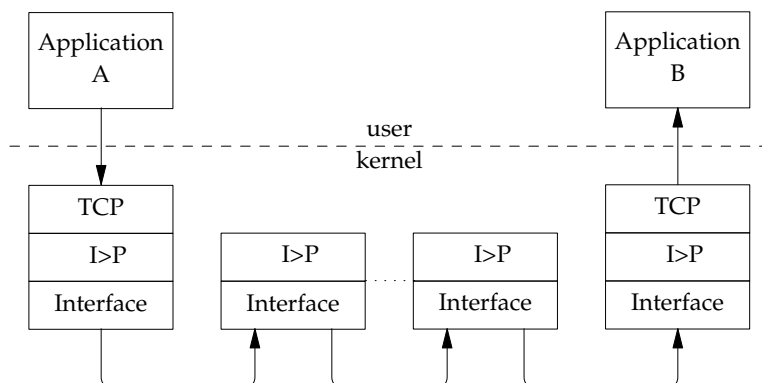 Application
A
Application
B
user
kernel
TCP
TCP
I>P
I>P
I>P
I>P
Interface
Interface
Interface
Interface